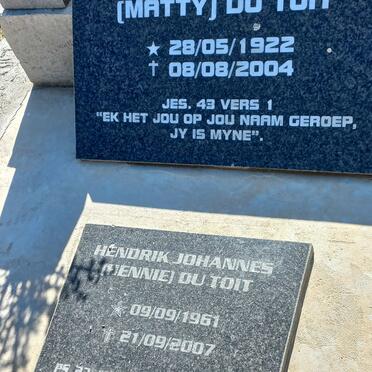 (MATTY) DU TOIT
★ 28/05/1922
† 08/08/2004
JES. 43 VERS 1
"EK HET JOU OP JOU NAAM GEROEP,
JY IS MYNE".
HENDRIK JOHANNES
(HENNIE) DU TOIT
★ 09/09/1961
† 21/09/2007
PS.